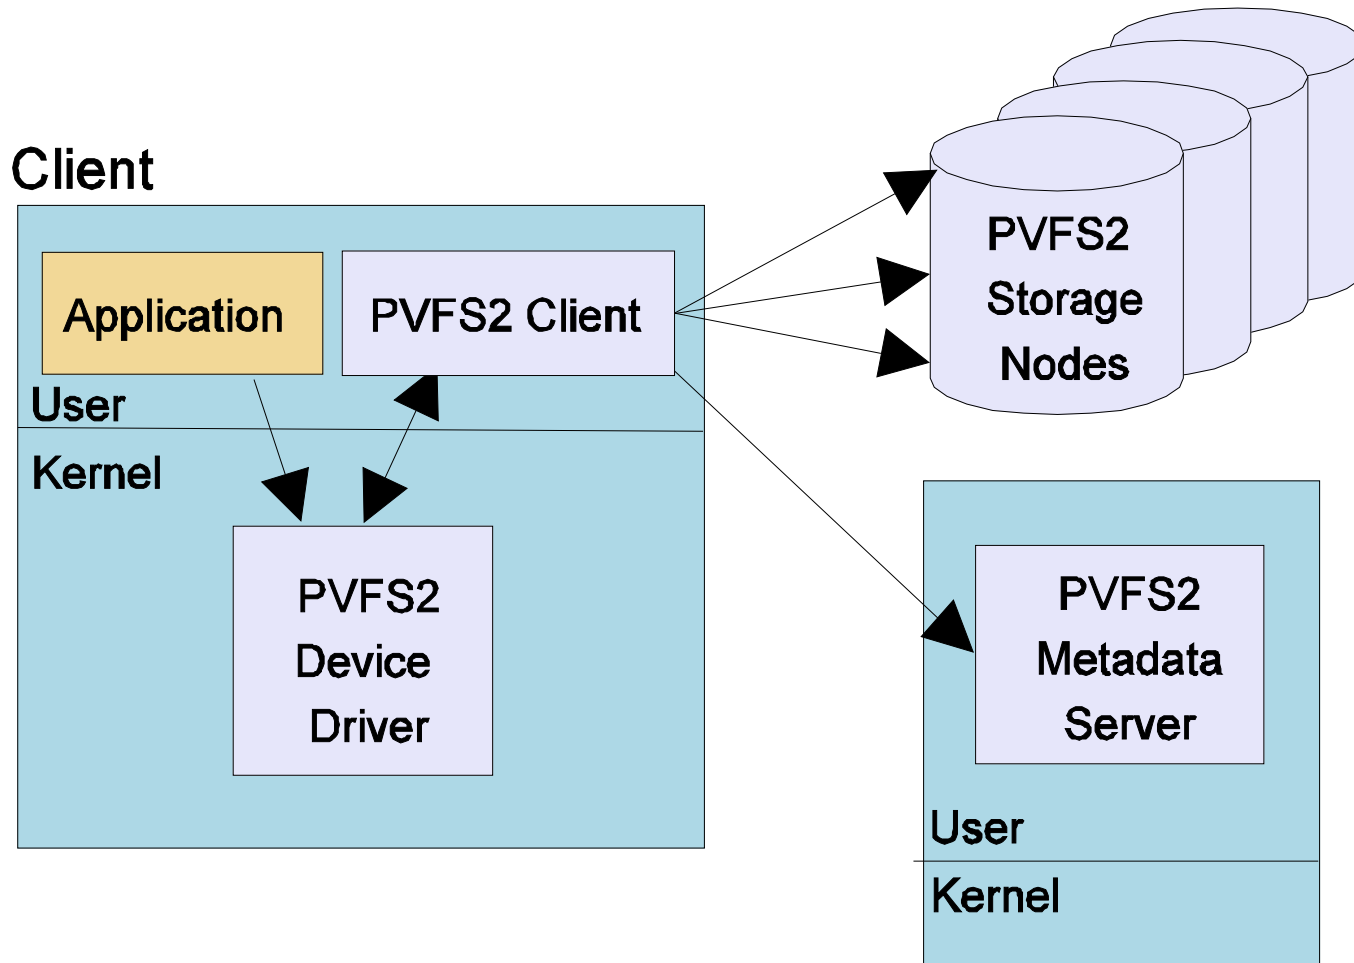 Client
Application
PVFS2 Client
User
Kernel
PVFS2
Device
Driver
PVFS2
Storage
Nodes
PVFS2
Metadata
Server
User
Kernel